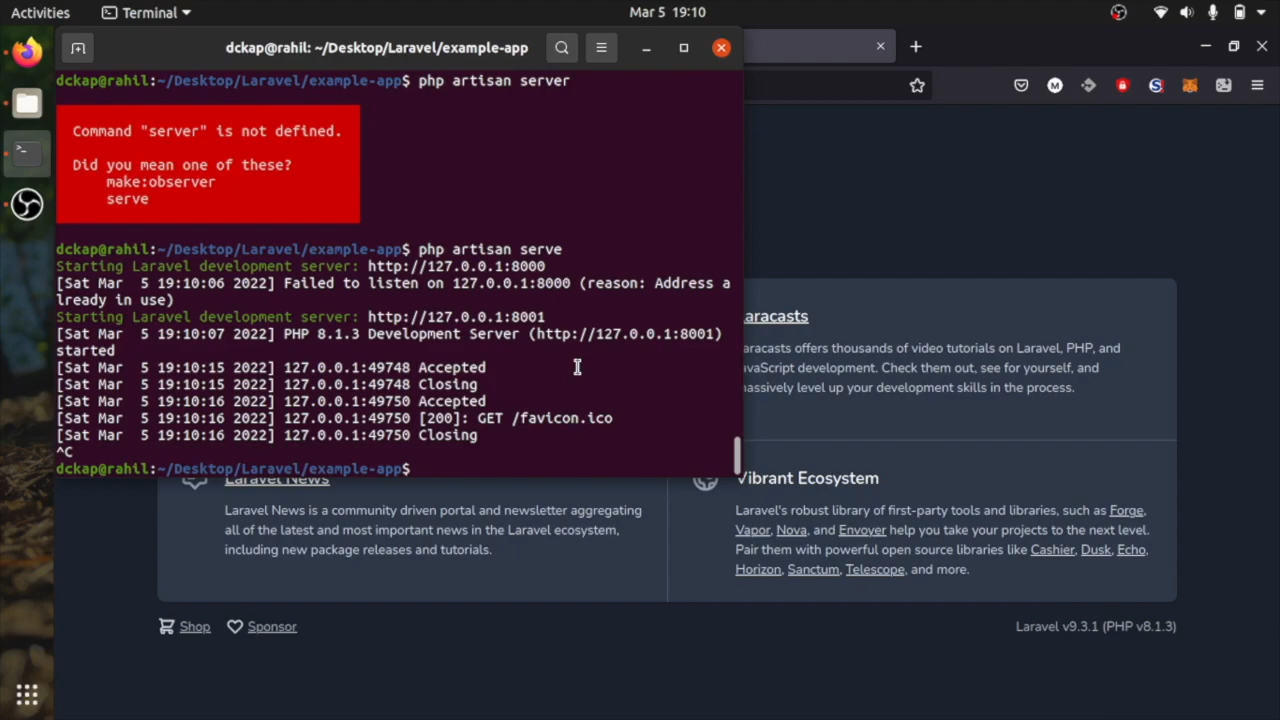 Activities
Terminal
Mar 5 19:10
dckap@rahil: ~/Desktop/Laravel/example-app
dckap@rahil:~/Desktop/Laravel/example-app$ php artisan server
Command "server" is not defined.
Did you mean one of these?
make:observer
serve
dckap@rahil:~/Desktop/Laravel/example-app$ php artisan serve
Starting Laravel development server: http://127.0.0.1:8000
[Sat Mar  5 19:10:06 2022] Failed to listen on 127.0.0.1:8000 (reason: Address a
lready in use)
Starting Laravel development server: http://127.0.0.1:8001
[Sat Mar  5 19:10:07 2022] PHP 8.1.3 Development Server (http://127.0.0.1:8001)
started
[Sat Mar  5 19:10:15 2022] 127.0.0.1:49748 Accepted
[Sat Mar  5 19:10:15 2022] 127.0.0.1:49748 Closing
[Sat Mar  5 19:10:16 2022] 127.0.0.1:49750 Accepted
[Sat Mar  5 19:10:16 2022] 127.0.0.1:49750 [200]: GET /favicon.ico
[Sat Mar  5 19:10:16 2022] 127.0.0.1:49750 Closing
^C
dckap@rahil:~/Desktop/Laravel/example-app$
aracasts
aracasts offers thousands of video tutorials on Laravel, PHP, and
avaScript development. Check them out, see for yourself, and
massively level up your development skills in the process.
Laravel News
Laravel News is a community driven portal and newsletter aggregating
all of the latest and most important news in the Laravel ecosystem,
including new package releases and tutorials.
Vibrant Ecosystem
Laravel's robust library of first-party tools and libraries, such as Forge,
Vapor, Nova, and Envoyer help you take your projects to the next level.
Pair them with powerful open source libraries like Cashier, Dusk, Echo,
Horizon, Sanctum, Telescope, and more.
Shop
Sponsor
Laravel v9.3.1 (PHP v8.1.3)